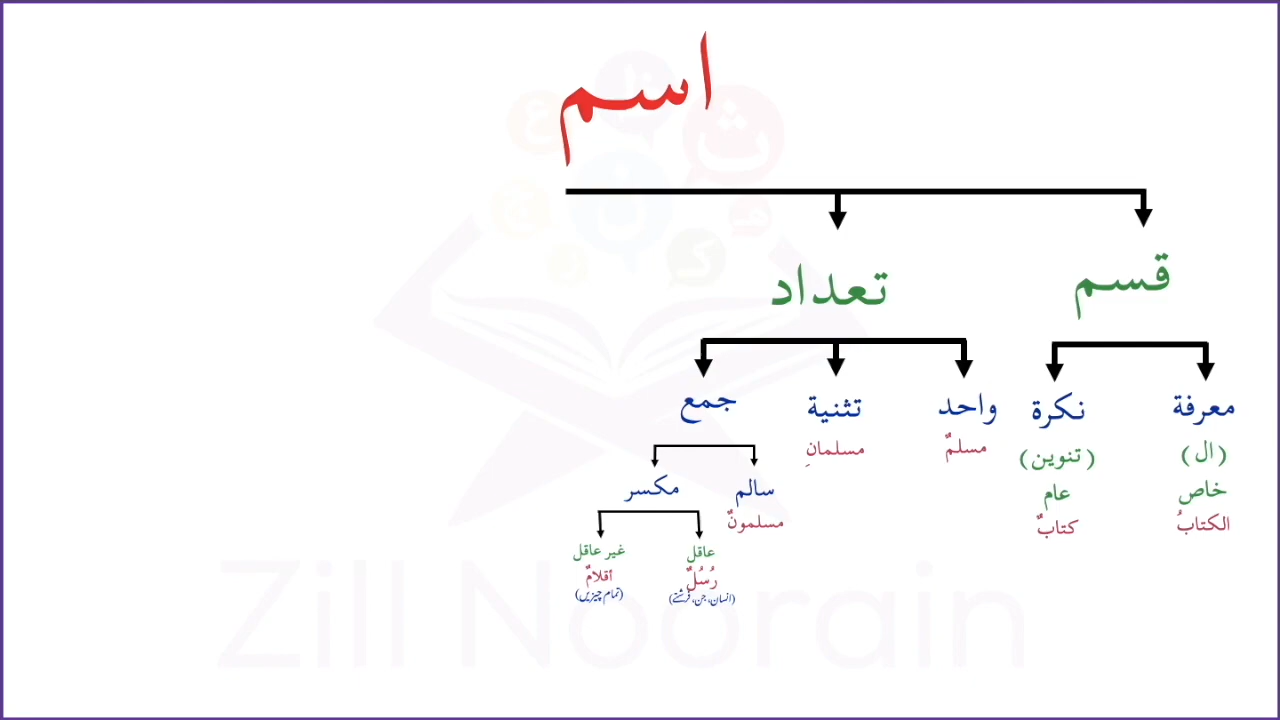 اسم
قسم
تعداد
معرفة
نكرة
واحد
تثنية
جمع
(ال)
(تنوين)
مسلمٌ
مسلمانِ
خاص
عام
سالم
مكسر
الكتابُ
كتابٌ
مسلمونٌ
عاقل
غير عاقل
رُسُلٌ
أقلامٌ
(انسان، جن، فرشتے)
(تمام چیزیں)
Zill Noorain